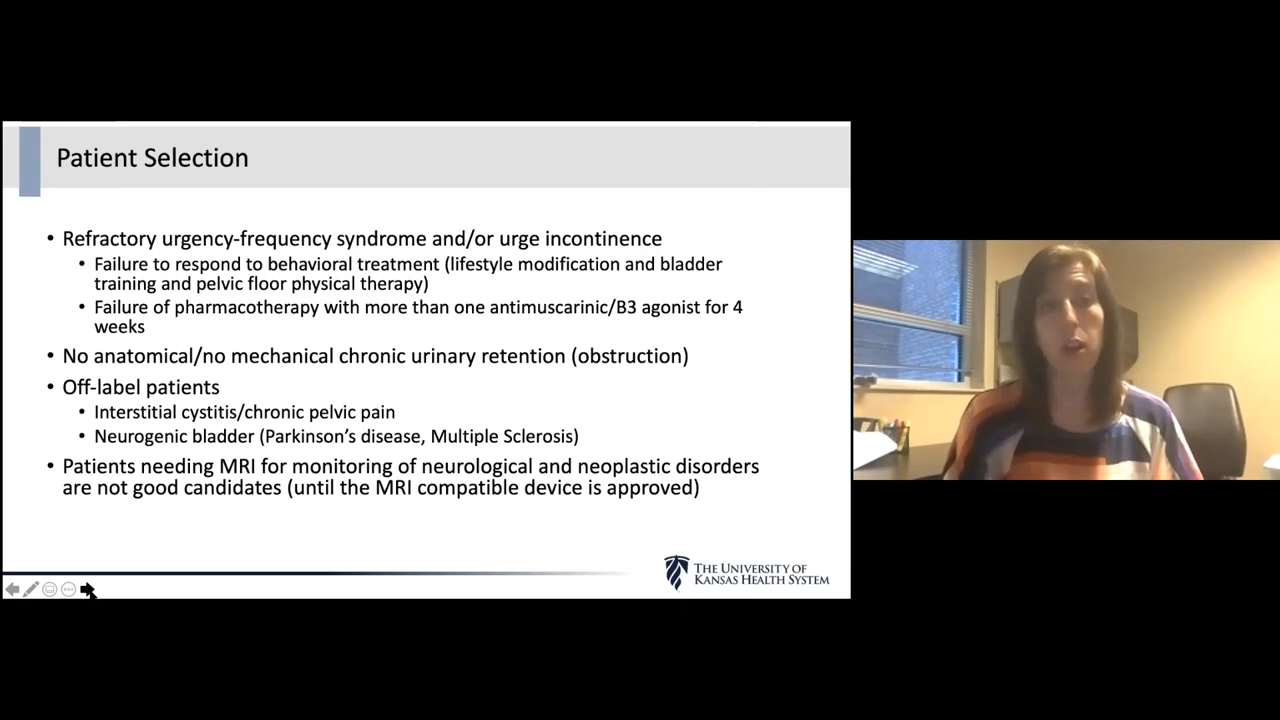 Patient Selection
• Refractory urgency-frequency syndrome and/or urge incontinence
• Failure to respond to behavioral treatment (lifestyle modification and bladder
training and pelvic floor physical therapy)
• Failure of pharmacotherapy with more than one antimuscarinic/B3 agonist for 4
weeks
• No anatomical/no mechanical chronic urinary retention (obstruction)
• Off-label patients
• Interstitial cystitis/chronic pelvic pain
• Neurogenic bladder (Parkinson's disease, Multiple Sclerosis)
• Patients needing MRI for monitoring of neurological and neoplastic disorders
are not good candidates (until the MRI compatible device is approved)
THE UNIVERSITY OF
KANSAS HEALTH SYSTEM